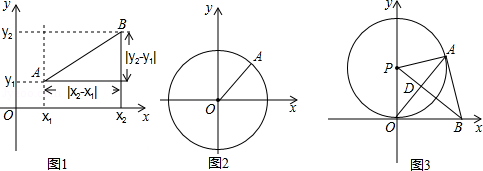 y
y₂
B
|y₂-y₁|
y₁
A
|x₂-x₁|
O
x₁
x₂
x
图1
y
A
O
x
图2
y
A
P
D
O
B
x
图3